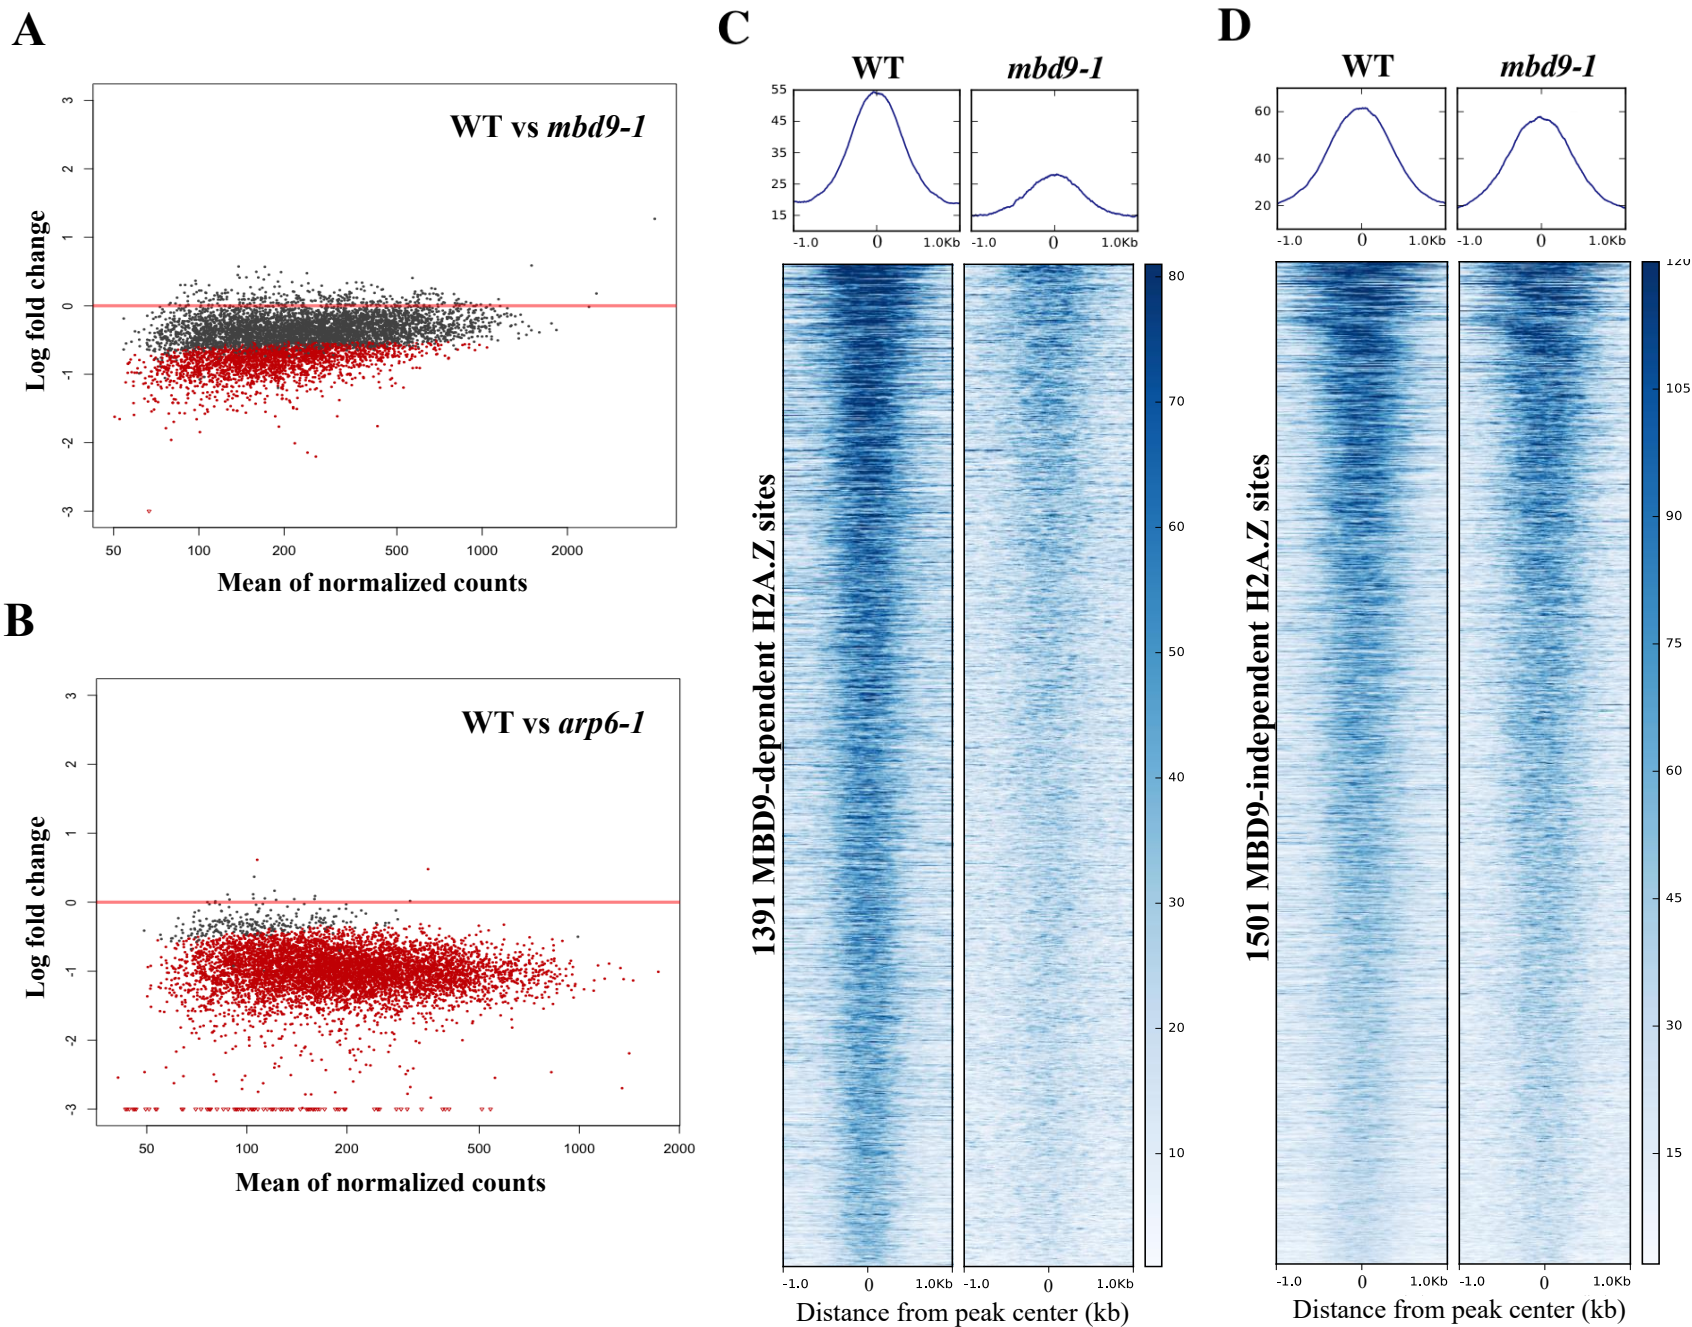 A
WT vs mbd9-1
Log fold change
3
2
1
0
-1
-2
-3
50 100 200 500 1000 2000
Mean of normalized counts
B
WT vs arp6-1
Log fold change
3
2
1
0
-1
-2
-3
50 100 200 500 1000 2000
Mean of normalized counts
C
WT mbd9-1
55
45
35
25
15
-1.0 0 1.0Kb -1.0 0 1.0Kb
1391 MBD9-dependent H2A.Z sites
80
70
60
50
40
30
20
10
-1.0 0 1.0Kb -1.0 0 1.0Kb
Distance from peak center (kb)
D
WT mbd9-1
60
40
20
-1.0 0 1.0Kb -1.0 0 1.0Kb
1501 MBD9-independent H2A.Z sites
120
105
90
75
60
45
30
15
-1.0 0 1.0Kb -1.0 0 1.0Kb
Distance from peak center (kb)